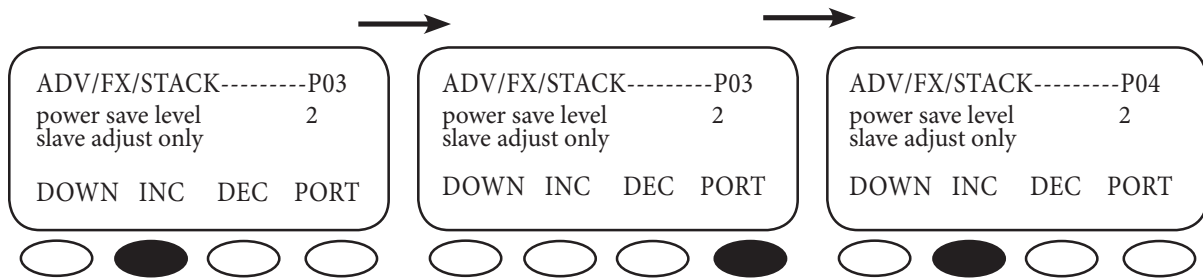 ADV/FX/STACK---------P03
power save level 2
slave adjust only
DOWN INC DEC PORT
ADV/FX/STACK---------P03
power save level 2
slave adjust only
DOWN INC DEC PORT
ADV/FX/STACK---------P04
power save level 2
slave adjust only
DOWN INC DEC PORT